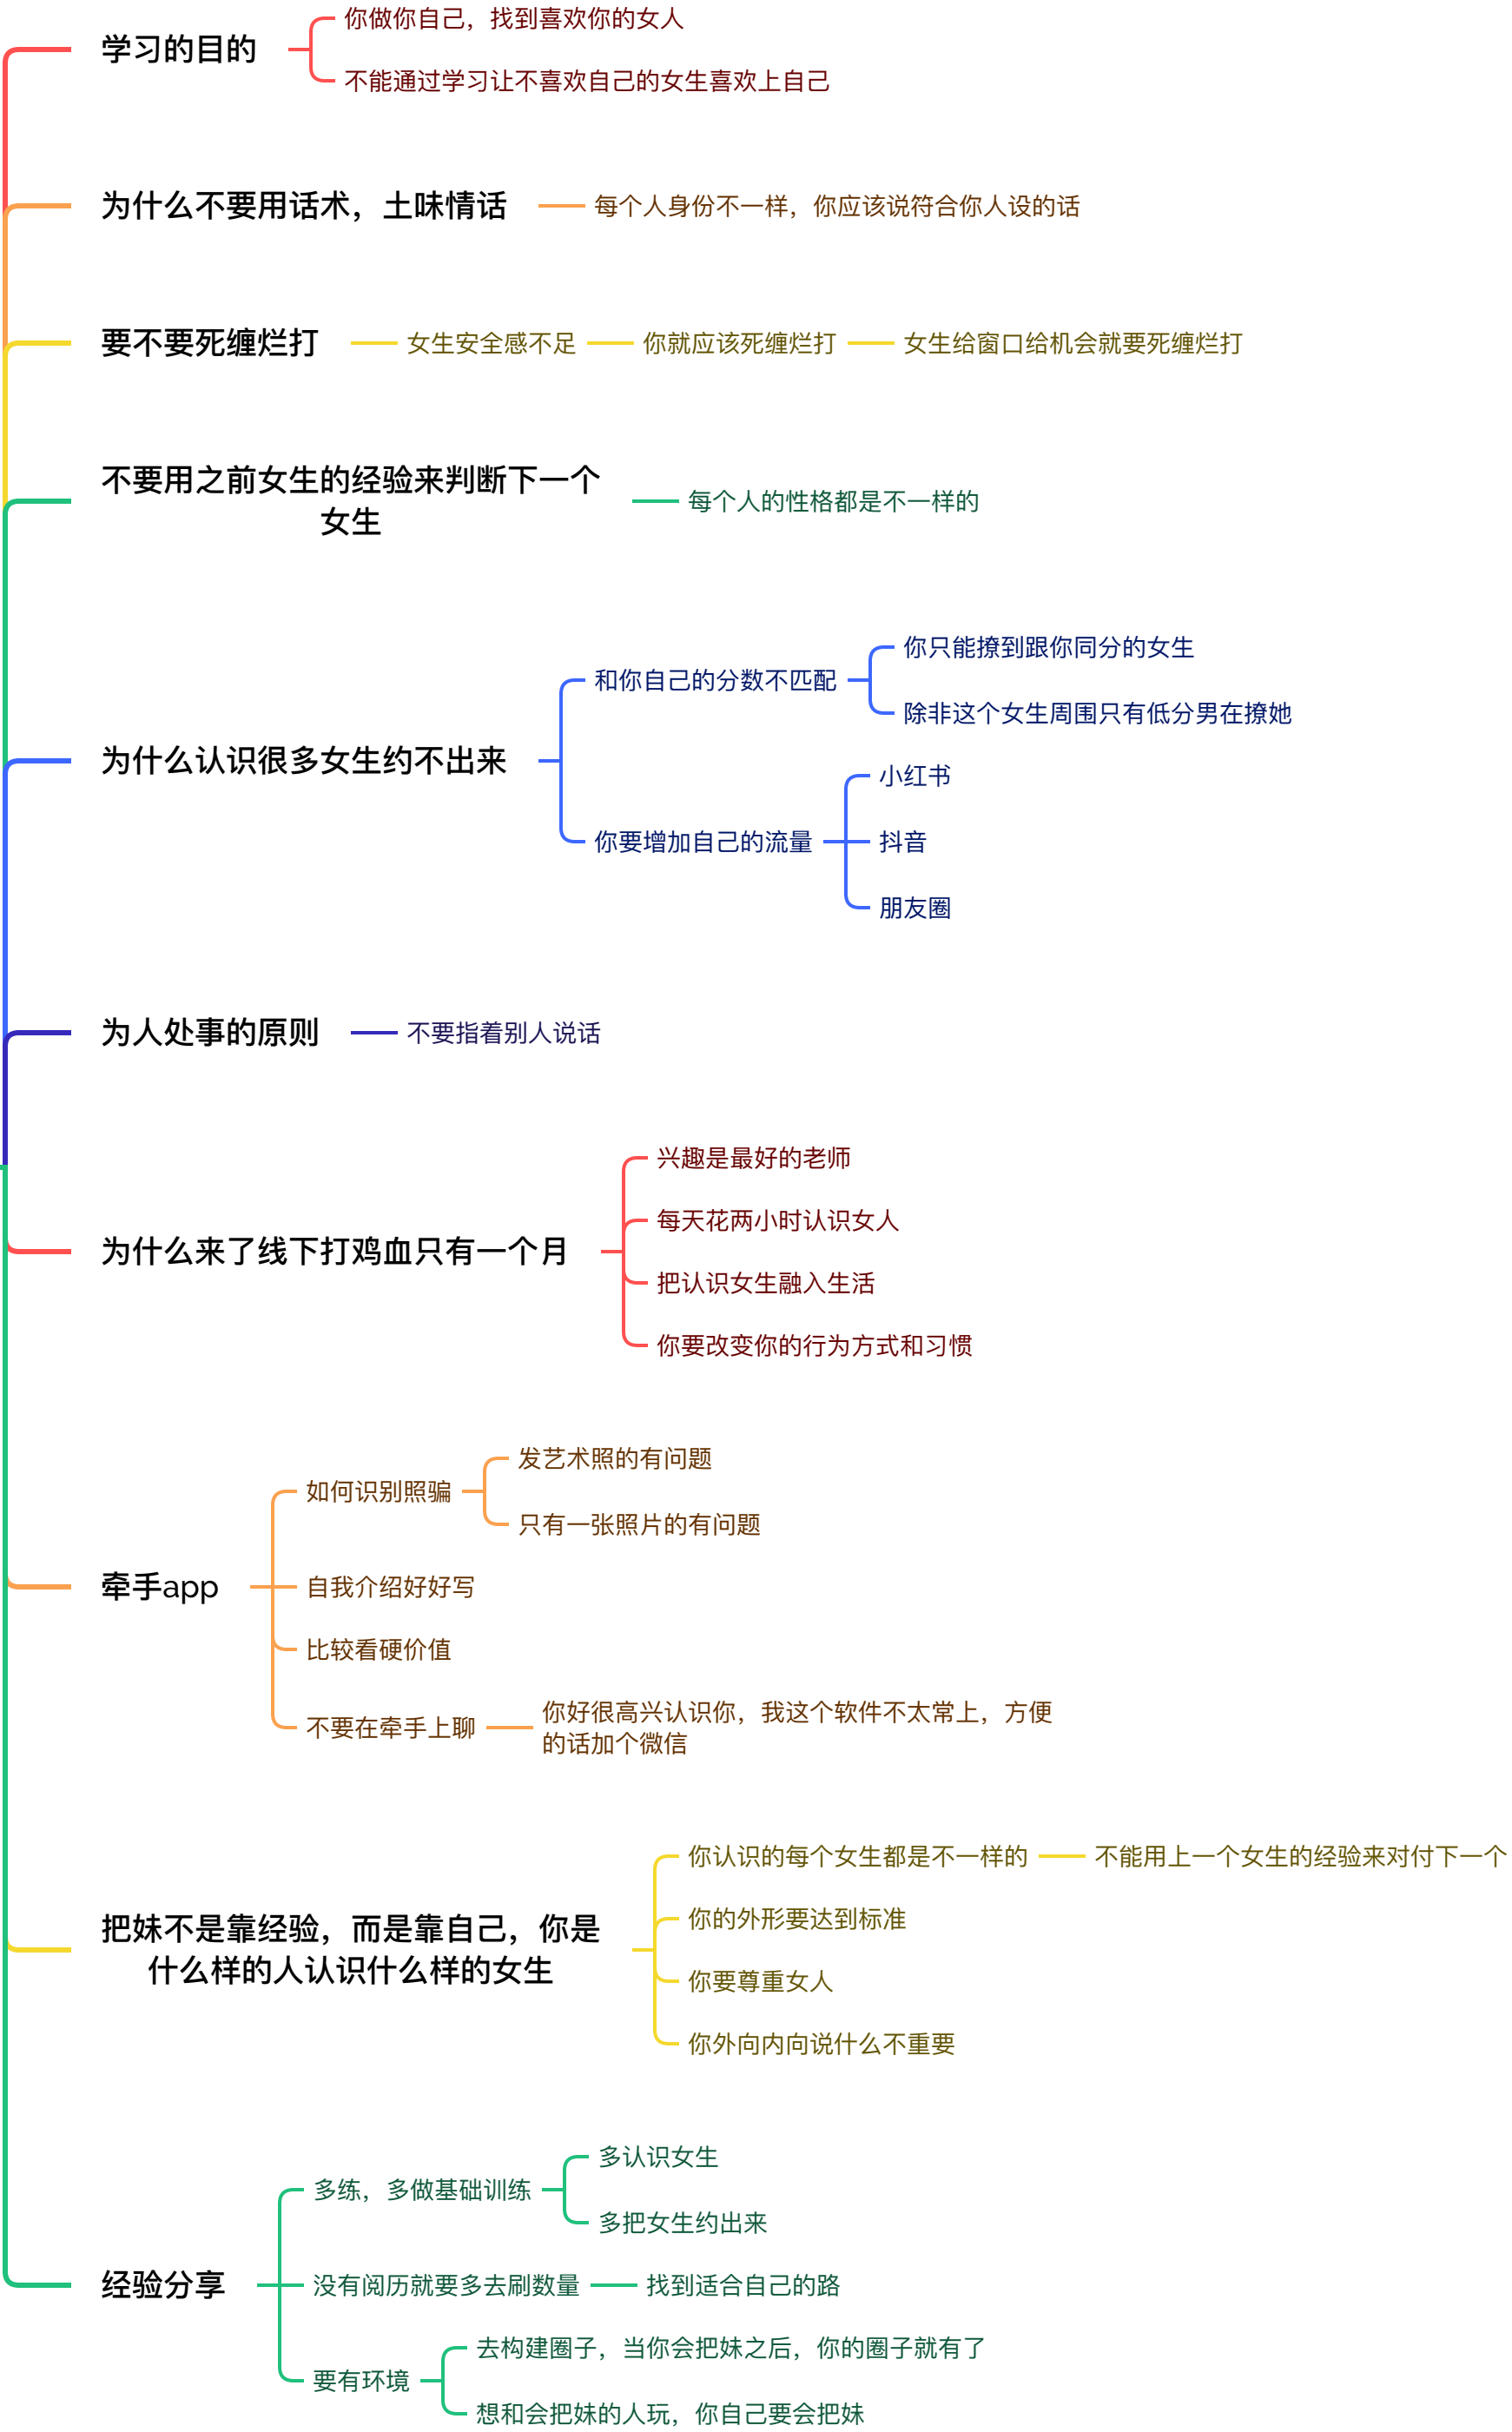 学习的目的
你做你自己，找到喜欢你的女人
不能通过学习让不喜欢自己的女生喜欢上自己
为什么不要用话术，土味情话
每个人身份不一样，你应该说符合你人设的话
要不要死缠烂打
女生安全感不足
你就应该死缠烂打
女生给窗口给机会就要死缠烂打
不要用之前女生的经验来判断下一个
女生
每个人的性格都是不一样的
为什么认识很多女生约不出来
和你自己的分数不匹配
你只能撩到跟你同分的女生
除非这个女生周围只有低分男在撩她
你要增加自己的流量
小红书
抖音
朋友圈
为人处事的原则
不要指着别人说话
为什么来了线下打鸡血只有一个月
兴趣是最好的老师
每天花两小时认识女人
把认识女生融入生活
你要改变你的行为方式和习惯
牵手app
如何识别照骗
发艺术照的有问题
只有一张照片的有问题
自我介绍好好写
比较看硬价值
不要在牵手上聊
你好很高兴认识你，我这个软件不太常上，方便
的话加个微信
把妹不是靠经验，而是靠自己，你是
什么样的人认识什么样的女生
你认识的每个女生都是不一样的
不能用上一个女生的经验来对付下一个
你的外形要达到标准
你要尊重女人
你外向内向说什么不重要
经验分享
多练，多做基础训练
多认识女生
多把女生约出来
没有阅历就要多去刷数量
找到适合自己的路
要有环境
去构建圈子，当你会把妹之后，你的圈子就有了
想和会把妹的人玩，你自己要会把妹